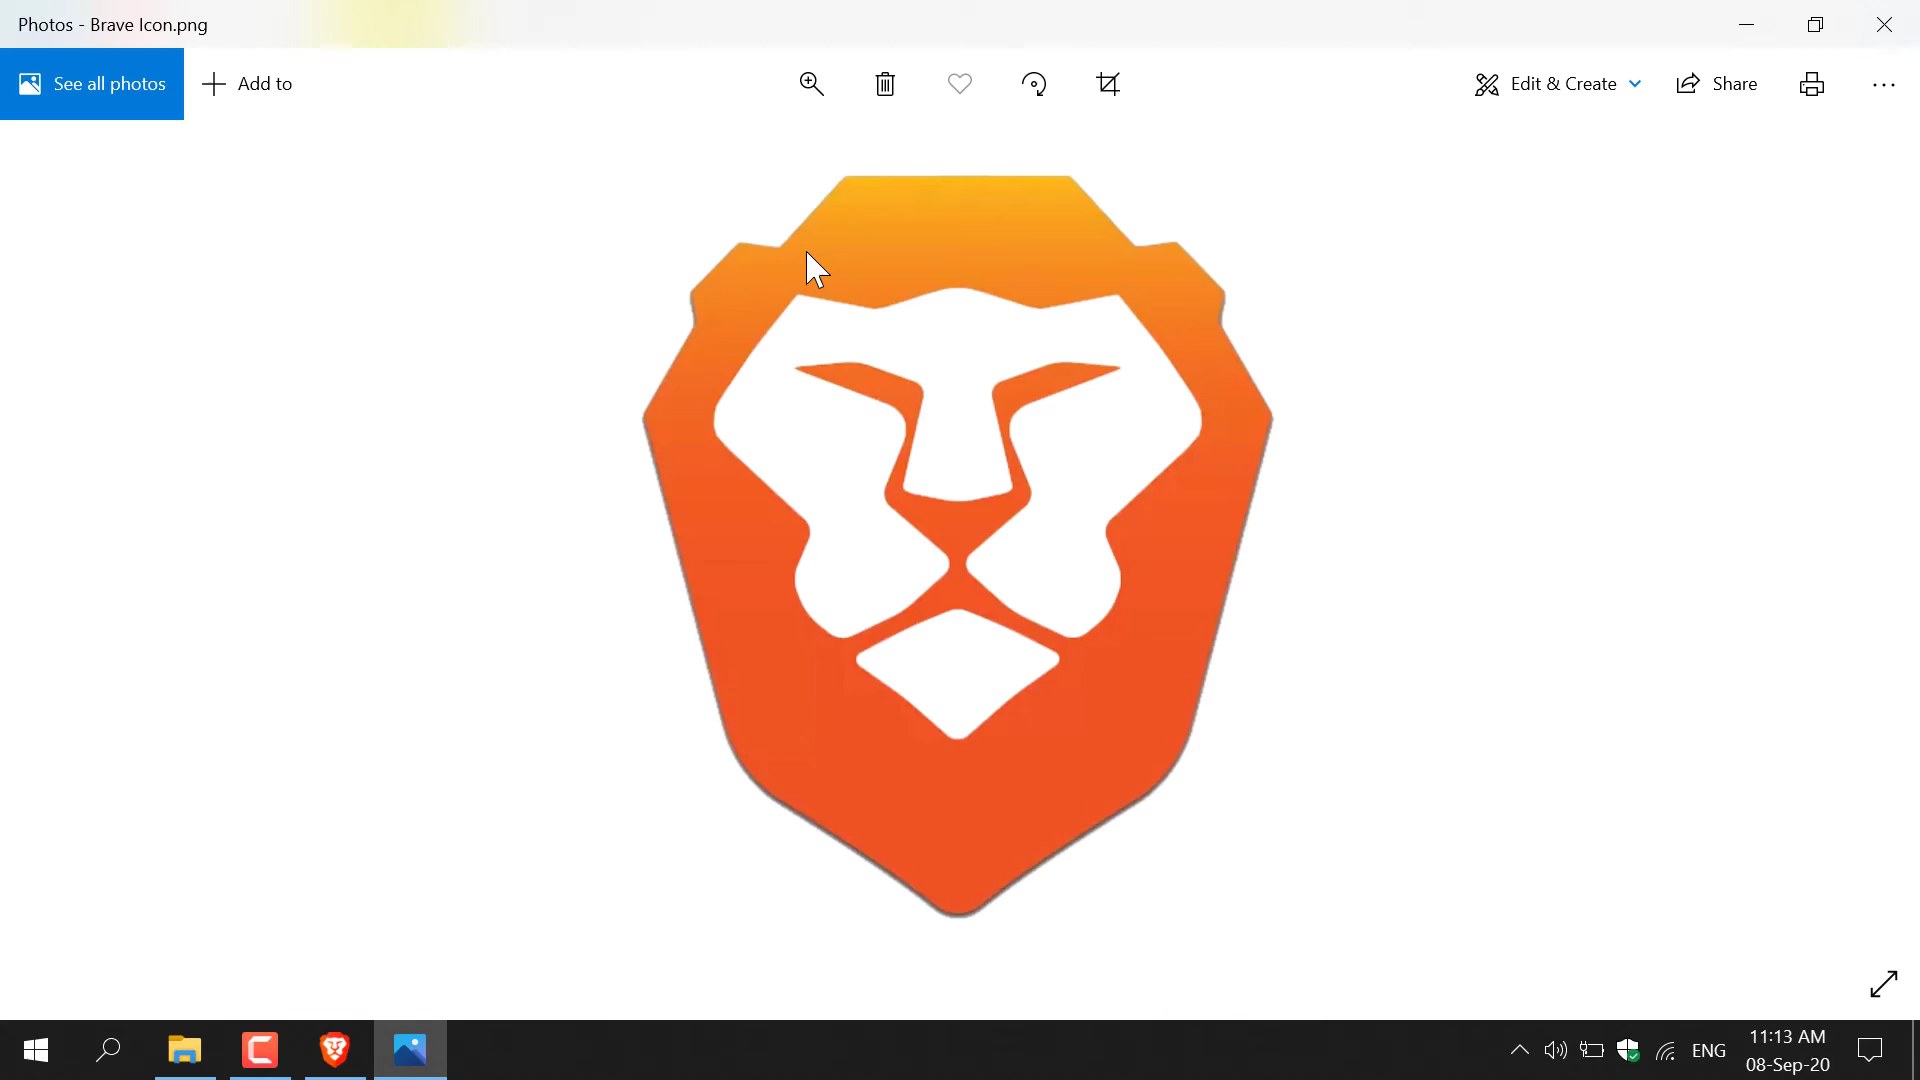 Photos - Brave Icon.png
See all photos
Add to
Edit & Create
Share
ENG
11:13 AM
08-Sep-20